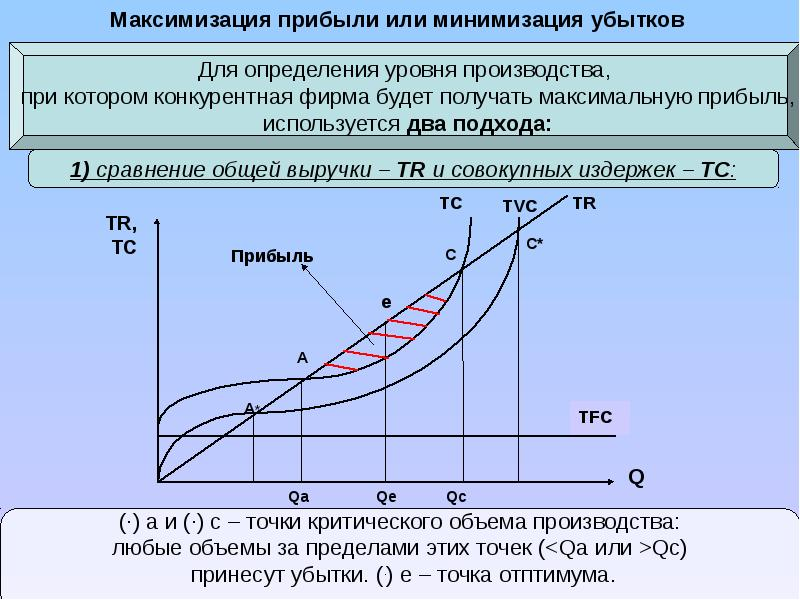 Максимизация прибыли или минимизация убытков
Для определения уровня производства,
при котором конкурентная фирма будет получать максимальную прибыль,
используется два подхода:
1) сравнение общей выручки – TR и совокупных издержек – TC:
TR,
TC
TC
TVC
TR
Прибыль
C
C*
e
A
A*
TFC
Q
Qa
Qe
Qc
(·) а и (·) с – точки критического объема производства:
любые объемы за пределами этих точек (<Qa или >Qc)
принесут убытки. (·) е – точка отптимума.